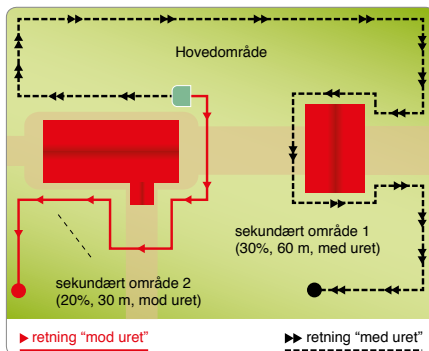 Hovedområde
sekundært område 1
(30%, 60 m, med uret)
sekundært område 2
(20%, 30 m, mod uret)
retning "mod uret"
retning "med uret"